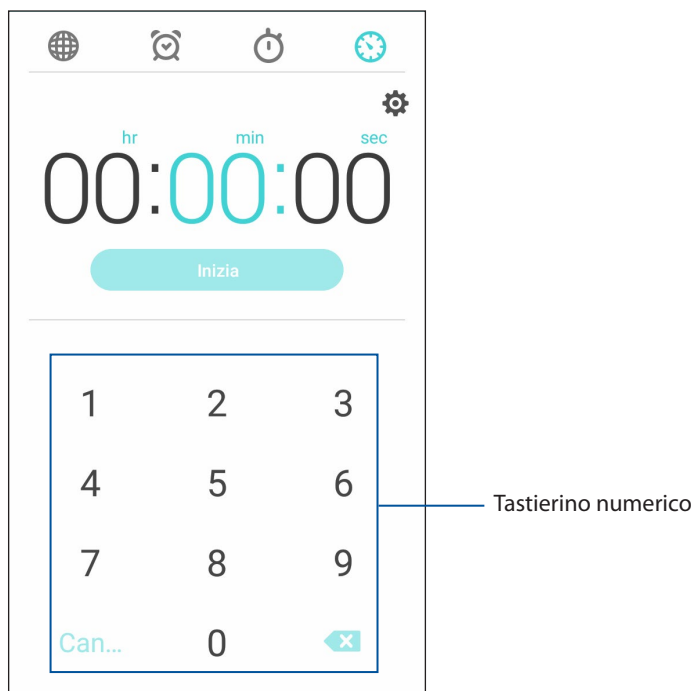 hr min sec
00:00:00
Inizia
1 2 3
4 5 6
Tastierino numerico
7 8 9
Can... 0